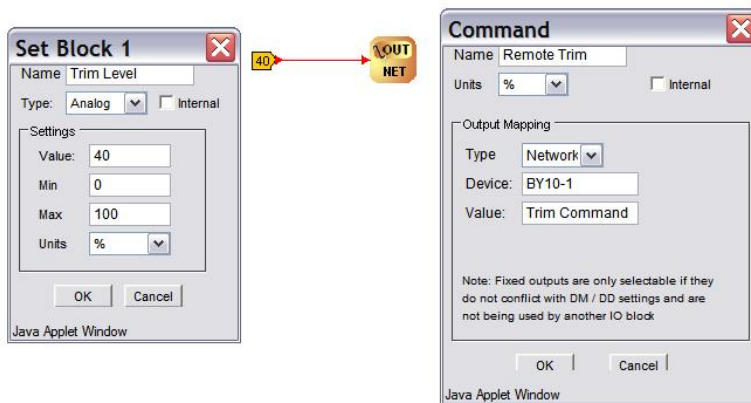 Set Block 1
Name Trim Level
Type: Analog Internal
Settings
Value: 40
Min 0
Max 100
Units %
OK Cancel
Java Applet Window
40
OUT
NET
Command
Name Remote Trim
Units % Internal
Output Mapping
Type Network
Device: BY10-1
Value: Trim Command
Note: Fixed outputs are only selectable if they
do not conflict with DM / DD settings and are
not being used by another IO block
OK Cancel
Java Applet Window